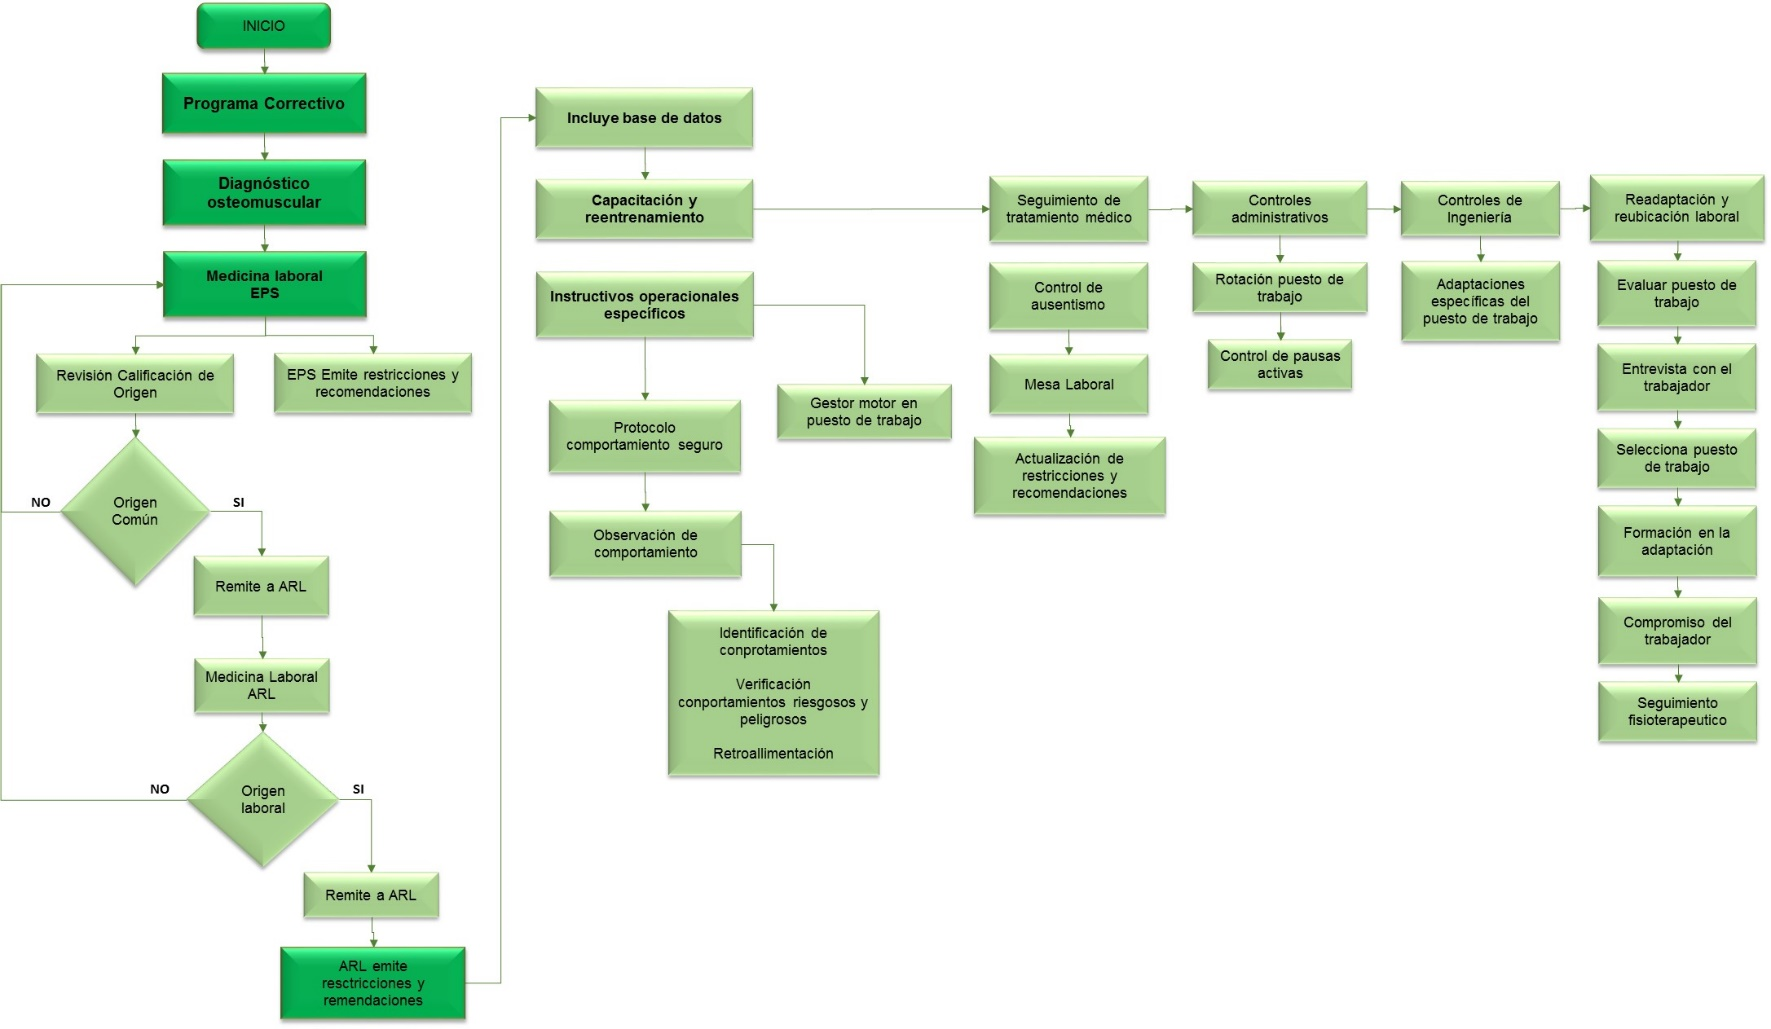 INICIO
Programa Correctivo
Diagnóstico
osteomuscular
Medicina laboral
EPS
Revisión Calificación de
Origen
EPS Emite restricciones y
recomendaciones
Origen
Común
NO
SI
Remite a ARL
Medicina Laboral
ARL
Origen
laboral
NO
SI
Remite a ARL
ARL emite
resctricciones y
remendaciones
Incluye base de datos
Capacitación y
reentrenamiento
Instructivos operacionales
específicos
Protocolo
comportamiento seguro
Gestor motor en
puesto de trabajo
Observación de
comportamiento
Identificación de
conprotamientos
Verificación
conportamientos riesgosos y
peligrosos
Retroallimentación
Seguimiento de
tratamiento médico
Control de
ausentismo
Mesa Laboral
Actualización de
restricciones y
recomendaciones
Controles
administrativos
Rotación puesto de
trabajo
Control de pausas
activas
Controles de
Ingeniería
Adaptaciones
específicas del
puesto de trabajo
Readaptación y
reubicación laboral
Evaluar puesto de
trabajo
Entrevista con el
trabajador
Selecciona puesto
de trabajo
Formación en la
adaptación
Compromiso del
trabajador
Seguimiento
fisioterapeutico